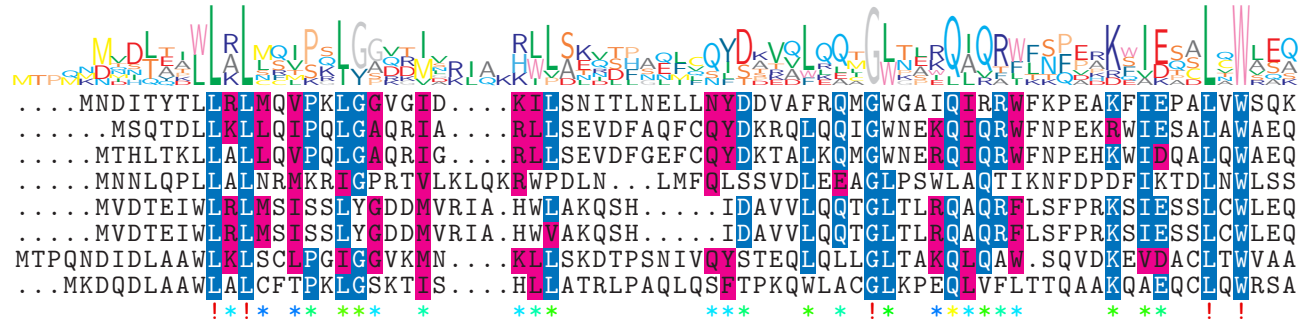 ....MNDITYTLLRLMQVPKLGGVGID....KILSNITLNELLNYDDVAFRQMGWGAIQIRRWFKPEAKFIEPALVWSQK
......MSQTDLLKLLQIPQLGAQRIA....RLLSEVDFAQFCQYDKRQLQQIGWNEKQIQRWFNPEKRWIESALAWAEQ
.....MTHLTKLLALLQVPQLGAQRIG....RLLSEVDFGEFCQYDKTALKQMGWNERQIQRWFNPEHKWIDQALQWAEQ
.....MNNLQPLLALNRMKRIGPRTVLKLQKRWPDLN...LMFQLSSVDLEEAGLPSWLAQTIKNFDPDFIKTDLNWLSS
.....MVDTEIWLRLMSISSLYGDDMVRIA.HWLAKQSH.....IDAVVLQQTGLTLRQAQRFLSFPRKSIESSLCWLEQ
.....MVDTEIWLRLMSISSLYGDDMVRIA.HWVAKQSH.....IDAVVLQQTGLTLRQAQRFLSFPRKSIESSLCWLEQ
MTPQNDIDLAAWLKLSCLPGIGGVKMN....KLLSKDTPSNIVQYSTEQLQLLGLTAKQLQAW.SQVDKEVDACLTWVAA
...MKDQDLAAWLALCFTPKLGSKTIS....HLLATRLPAQLQSFTPKQWLACGLKPEQLVFLTTQAAKQAEQCLQWRSA
!*!* ** *** * *** *** * * !* ****** * ** ! !